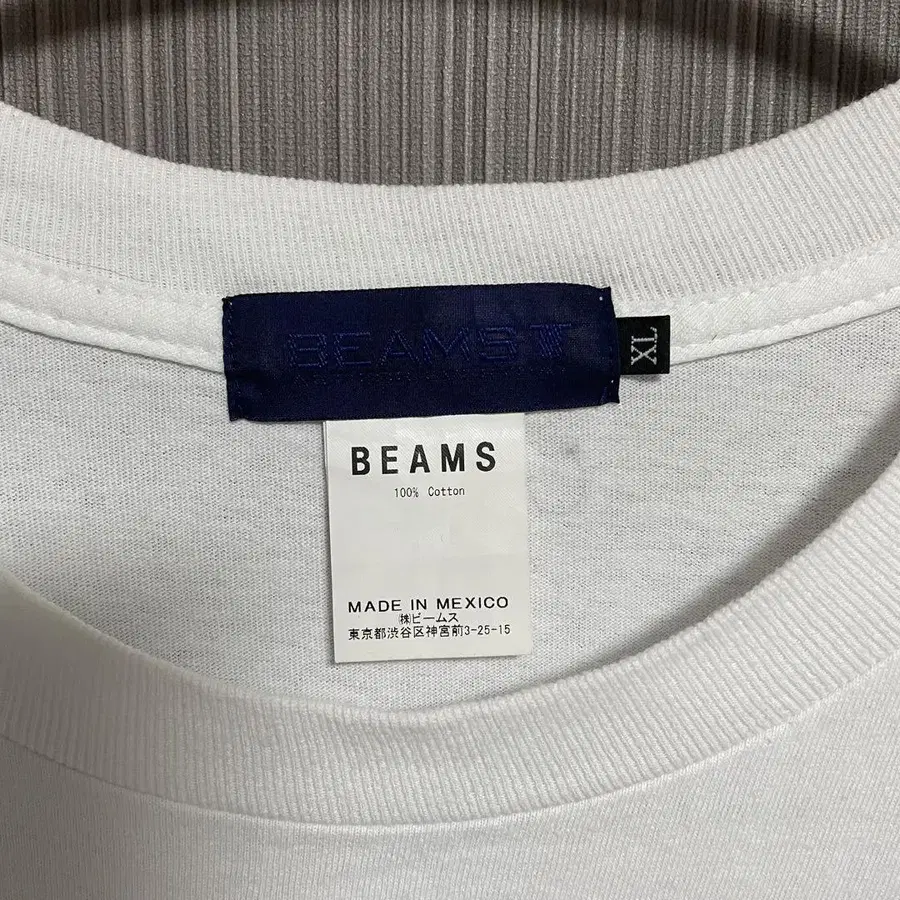 BEAMS T
XL
BEAMS
100% Cotton
MADE IN MEXICO
㈱ビームス
東京都渋谷区神宮前3-25-15